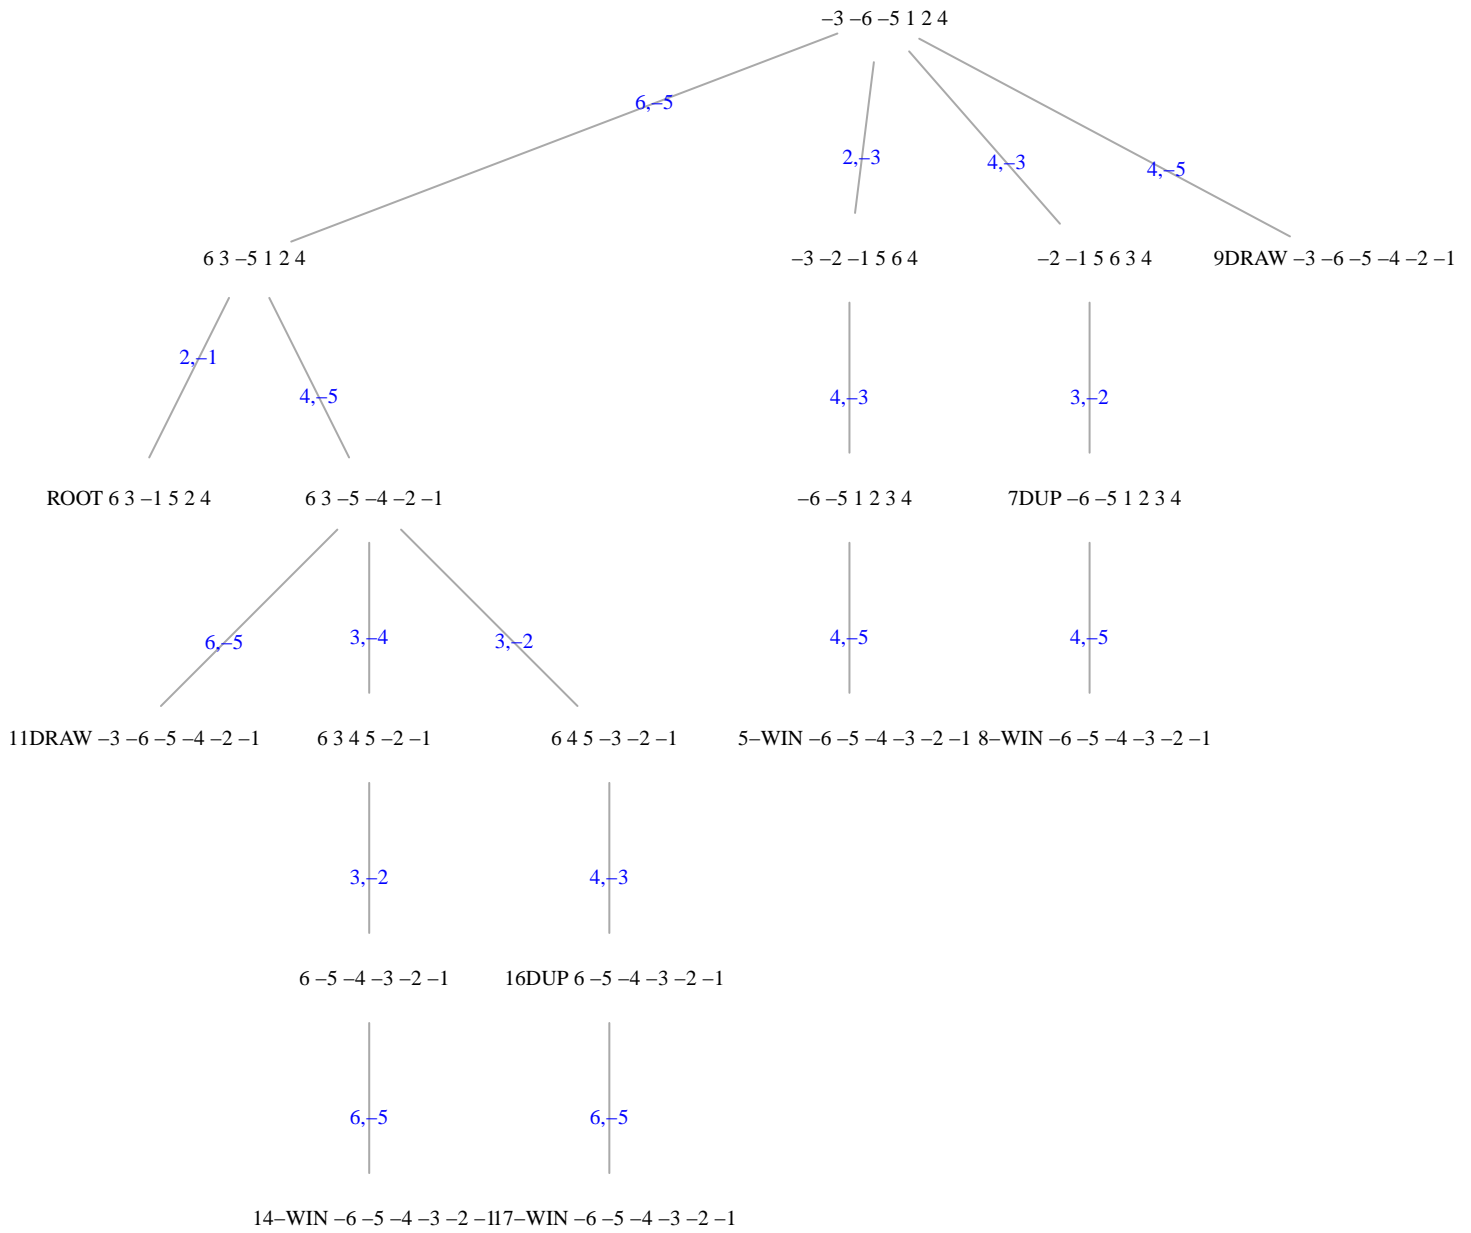 −3 −6 −5 1 2 4
6,−5
2,−3
4,−3
4,−5
6 3 −5 1 2 4
−3 −2 −1 5 6 4
−2 −1 5 6 3 4
9DRAW −3 −6 −5 −4 −2 −1
2,−1
4,−5
4,−3
3,−2
ROOT 6 3 −1 5 2 4
6 3 −5 −4 −2 −1
−6 −5 1 2 3 4
7DUP −6 −5 1 2 3 4
6,−5
3,−4
3,−2
4,−5
4,−5
11DRAW −3 −6 −5 −4 −2 −1
6 3 4 5 −2 −1
6 4 5 −3 −2 −1
5−WIN −6 −5 −4 −3 −2 −1
8−WIN −6 −5 −4 −3 −2 −1
3,−2
4,−3
6 −5 −4 −3 −2 −1
16DUP 6 −5 −4 −3 −2 −1
6,−5
6,−5
14−WIN −6 −5 −4 −3 −2 −1
17−WIN −6 −5 −4 −3 −2 −1